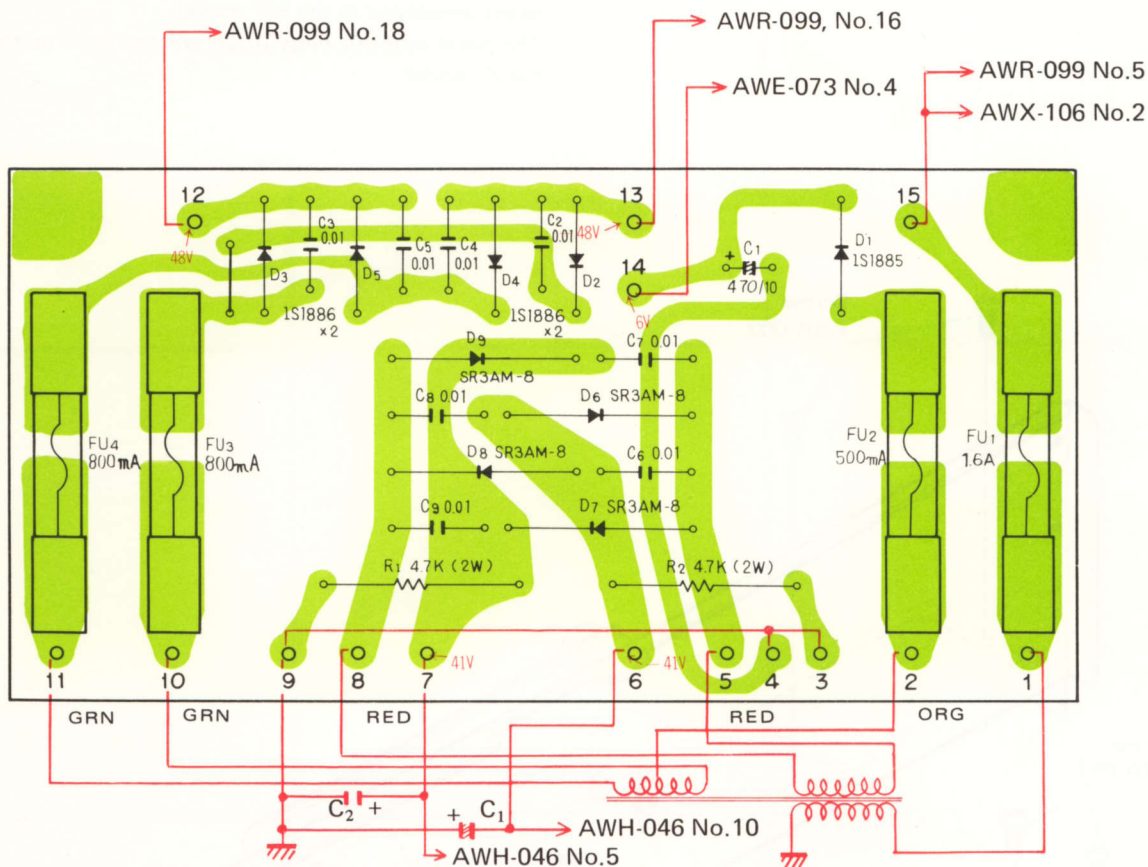 AWR-099 No.18
AWR-099, No.16
AWE-073 No.4
AWR-099 No.5
AWX-106 No.2
12
13
15
48V
48V
14
6V
C3
0.01
D3
D5
C5
0.01
C4
0.01
D4
C2
0.01
D2
+
C1
470/10
D1
1S1885
1S1886
×2
1S1886
×2
D9
SR3AM-8
C7 0.01
C8 0.01
D6 SR3AM-8
D8 SR3AM-8
C6 0.01
C9 0.01
D7 SR3AM-8
R1 4.7K (2W)
R2 4.7K (2W)
FU4
800mA
FU3
800mA
FU2
500mA
FU1
1.6A
41V
41V
11
10
9
8
7
6
5
4
3
2
1
GRN
GRN
RED
RED
ORG
C2 +
+ C1
AWH-046 No.10
AWH-046 No.5